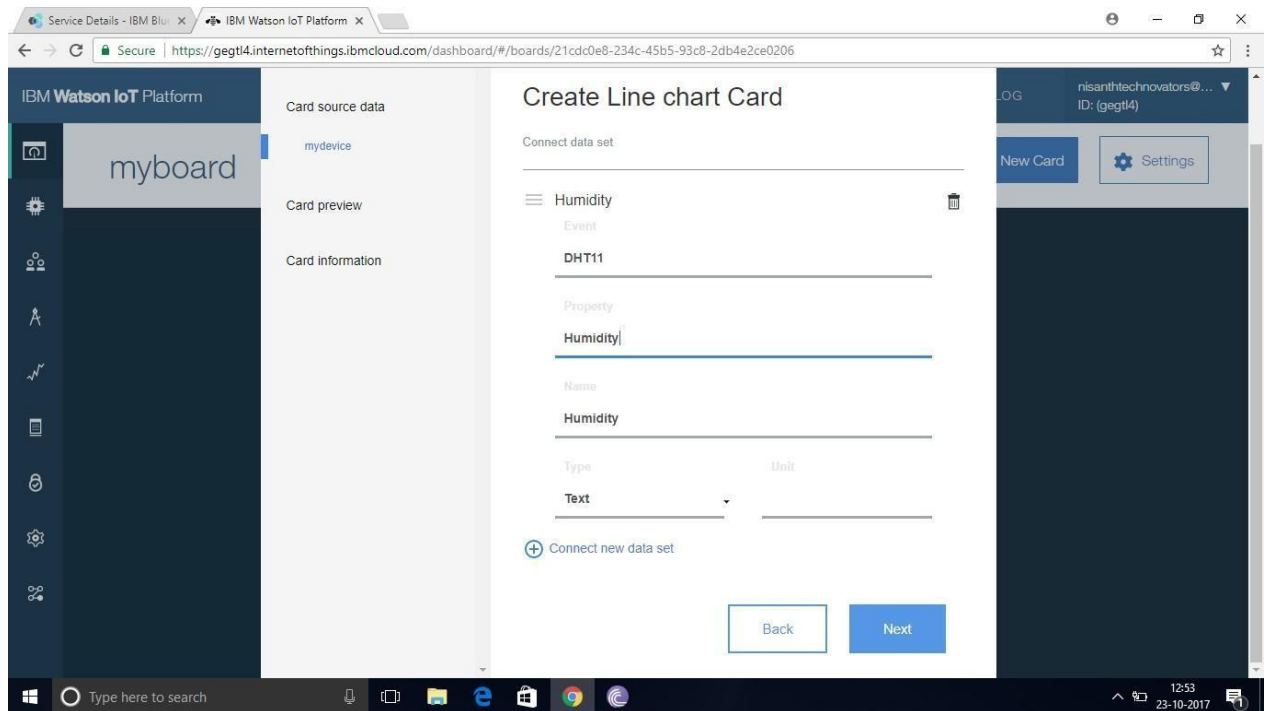 Service Details - IBM Blu
IBM Watson IoT Platform
Secure
https://gegtl4.internetofthings.ibmcloud.com/dashboard/#/boards/21cdc0e8-234c-45b5-93c8-2db4e2ce0206
IBM Watson IoT Platform
LOG
nisanthtechnovators@...
ID: (gegtl4)
myboard
New Card
Settings
Card source data
mydevice
Card preview
Card information
Create Line chart Card
Connect data set
Humidity
Event
DHT11
Property
Humidity
Name
Humidity
Type
Unit
Text
Connect new data set
Back
Next
Type here to search
12:53
23-10-2017
1